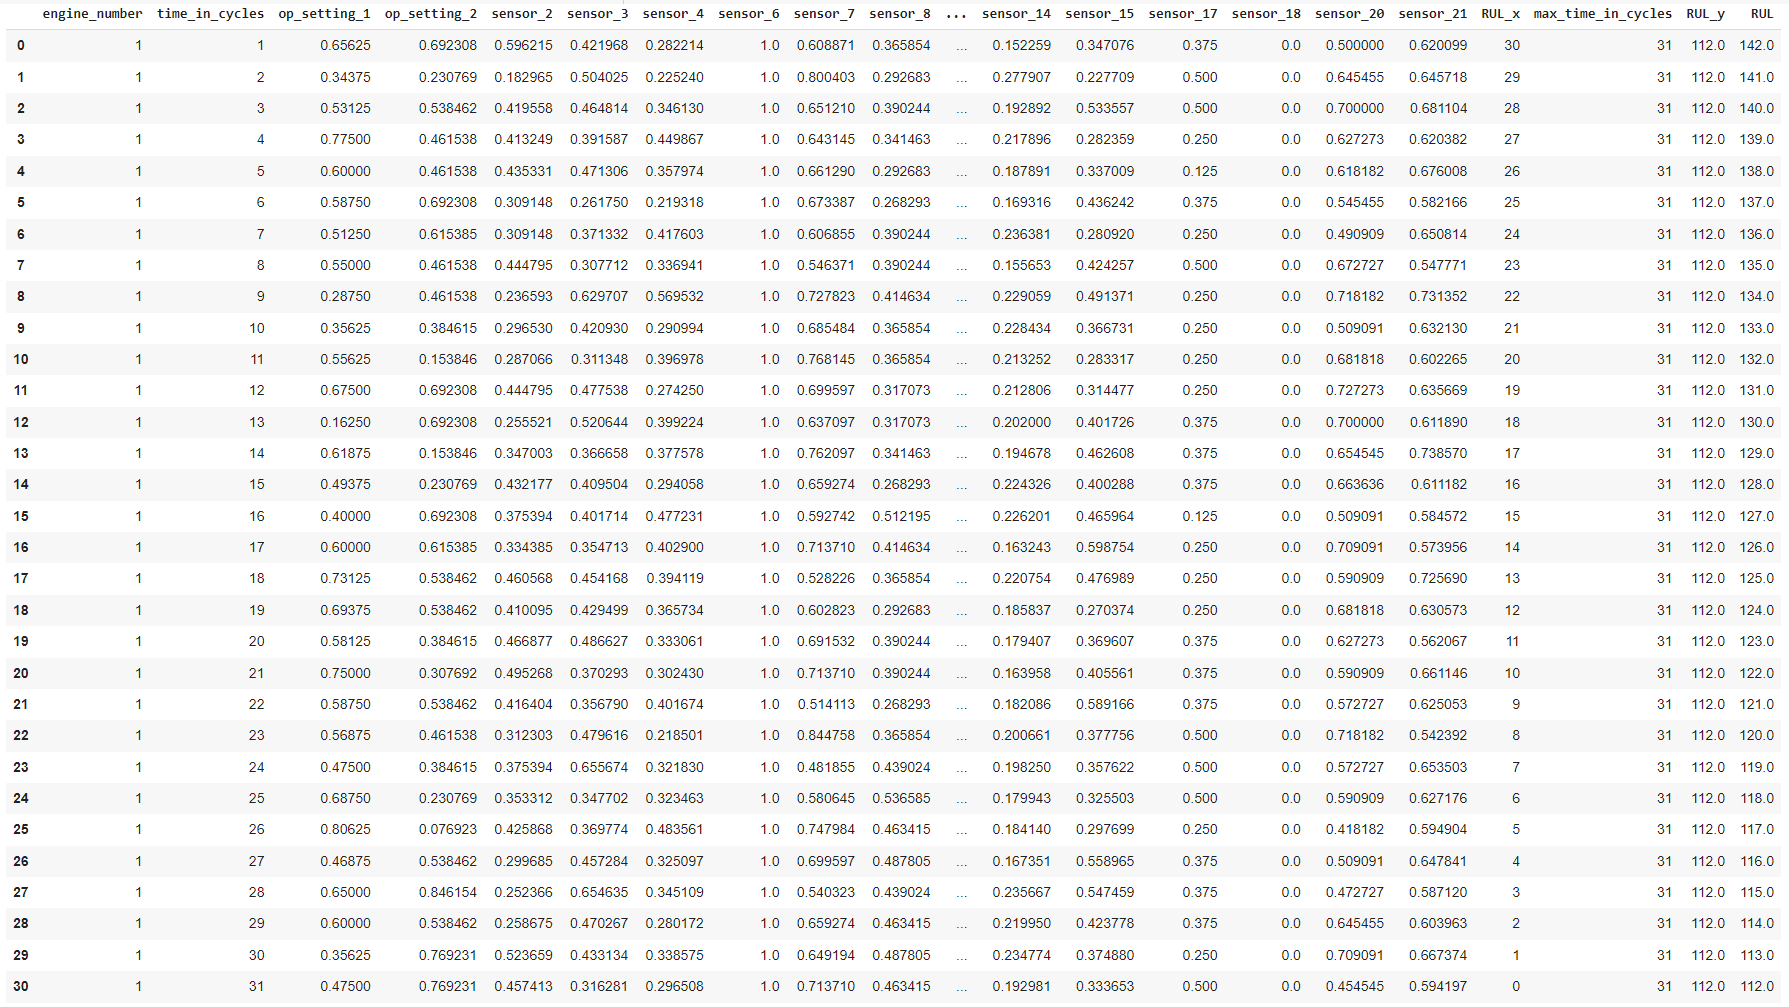 engine_number time_in_cycles op_setting_1 op_setting_2 sensor_2 sensor_3 sensor_4 sensor_6 sensor_7 sensor_8 ... sensor_14 sensor_15 sensor_17 sensor_18 sensor_20 sensor_21 RUL_x max_time_in_cycles RUL_y RUL
0 1 1 0.65625 0.692308 0.596215 0.421968 0.282214 1.0 0.608871 0.365854 ... 0.152259 0.347076 0.375 0.0 0.500000 0.620099 30 31 112.0 142.0
1 1 2 0.34375 0.230769 0.182965 0.504025 0.225240 1.0 0.800403 0.292683 ... 0.277907 0.227709 0.500 0.0 0.645455 0.645718 29 31 112.0 141.0
2 1 3 0.53125 0.538462 0.419558 0.464814 0.346130 1.0 0.651210 0.390244 ... 0.192892 0.533557 0.500 0.0 0.700000 0.681104 28 31 112.0 140.0
3 1 4 0.77500 0.461538 0.413249 0.391587 0.449867 1.0 0.643145 0.341463 ... 0.217896 0.282359 0.250 0.0 0.627273 0.620382 27 31 112.0 139.0
4 1 5 0.60000 0.461538 0.435331 0.471306 0.357974 1.0 0.661290 0.292683 ... 0.187891 0.337009 0.125 0.0 0.618182 0.676008 26 31 112.0 138.0
5 1 6 0.58750 0.692308 0.309148 0.261750 0.219318 1.0 0.673387 0.268293 ... 0.169316 0.436242 0.375 0.0 0.545455 0.582166 25 31 112.0 137.0
6 1 7 0.51250 0.615385 0.309148 0.371332 0.417603 1.0 0.606855 0.390244 ... 0.236381 0.280920 0.250 0.0 0.490909 0.650814 24 31 112.0 136.0
7 1 8 0.55000 0.461538 0.444795 0.307712 0.336941 1.0 0.546371 0.390244 ... 0.155653 0.424257 0.500 0.0 0.672727 0.547771 23 31 112.0 135.0
8 1 9 0.28750 0.461538 0.236593 0.629707 0.569532 1.0 0.727823 0.414634 ... 0.229059 0.491371 0.250 0.0 0.718182 0.731352 22 31 112.0 134.0
9 1 10 0.35625 0.384615 0.296530 0.420930 0.290994 1.0 0.685484 0.365854 ... 0.228434 0.366731 0.250 0.0 0.509091 0.632130 21 31 112.0 133.0
10 1 11 0.55625 0.153846 0.287066 0.311348 0.396978 1.0 0.768145 0.365854 ... 0.213252 0.283317 0.250 0.0 0.681818 0.602265 20 31 112.0 132.0
11 1 12 0.67500 0.692308 0.444795 0.477538 0.274250 1.0 0.699597 0.317073 ... 0.212806 0.314477 0.250 0.0 0.727273 0.635669 19 31 112.0 131.0
12 1 13 0.16250 0.692308 0.255521 0.520644 0.399224 1.0 0.637097 0.317073 ... 0.202000 0.401726 0.375 0.0 0.700000 0.611890 18 31 112.0 130.0
13 1 14 0.61875 0.153846 0.347003 0.366658 0.377578 1.0 0.762097 0.341463 ... 0.194678 0.462608 0.375 0.0 0.654545 0.738570 17 31 112.0 129.0
14 1 15 0.49375 0.230769 0.432177 0.409504 0.294058 1.0 0.659274 0.268293 ... 0.224326 0.400288 0.375 0.0 0.663636 0.611182 16 31 112.0 128.0
15 1 16 0.40000 0.692308 0.375394 0.401714 0.477231 1.0 0.592742 0.512195 ... 0.226201 0.465964 0.125 0.0 0.509091 0.584572 15 31 112.0 127.0
16 1 17 0.60000 0.615385 0.334385 0.354713 0.402900 1.0 0.713710 0.414634 ... 0.163243 0.598754 0.250 0.0 0.709091 0.573956 14 31 112.0 126.0
17 1 18 0.73125 0.538462 0.460568 0.454168 0.394119 1.0 0.528226 0.365854 ... 0.220754 0.476989 0.250 0.0 0.590909 0.725690 13 31 112.0 125.0
18 1 19 0.69375 0.538462 0.410095 0.429499 0.365734 1.0 0.602823 0.292683 ... 0.185837 0.270374 0.250 0.0 0.681818 0.630573 12 31 112.0 124.0
19 1 20 0.58125 0.384615 0.466877 0.486627 0.333061 1.0 0.691532 0.390244 ... 0.179407 0.369607 0.375 0.0 0.627273 0.562067 11 31 112.0 123.0
20 1 21 0.75000 0.307692 0.495268 0.370293 0.302430 1.0 0.713710 0.390244 ... 0.163958 0.405561 0.375 0.0 0.590909 0.661146 10 31 112.0 122.0
21 1 22 0.58750 0.538462 0.416404 0.356790 0.401674 1.0 0.514113 0.268293 ... 0.182086 0.589166 0.375 0.0 0.572727 0.625053 9 31 112.0 121.0
22 1 23 0.56875 0.461538 0.312303 0.479616 0.218501 1.0 0.844758 0.365854 ... 0.200661 0.377756 0.500 0.0 0.718182 0.542392 8 31 112.0 120.0
23 1 24 0.47500 0.384615 0.375394 0.655674 0.321830 1.0 0.481855 0.439024 ... 0.198250 0.357622 0.500 0.0 0.572727 0.653503 7 31 112.0 119.0
24 1 25 0.68750 0.230769 0.353312 0.347702 0.323463 1.0 0.580645 0.536585 ... 0.179943 0.325503 0.500 0.0 0.590909 0.627176 6 31 112.0 118.0
25 1 26 0.80625 0.076923 0.425868 0.369774 0.483561 1.0 0.747984 0.463415 ... 0.184140 0.297699 0.250 0.0 0.418182 0.594904 5 31 112.0 117.0
26 1 27 0.46875 0.538462 0.299685 0.457284 0.325097 1.0 0.699597 0.487805 ... 0.167351 0.558965 0.375 0.0 0.509091 0.647841 4 31 112.0 116.0
27 1 28 0.65000 0.846154 0.252366 0.654635 0.345109 1.0 0.540323 0.439024 ... 0.235667 0.547459 0.375 0.0 0.472727 0.587120 3 31 112.0 115.0
28 1 29 0.60000 0.538462 0.258675 0.470267 0.280172 1.0 0.659274 0.463415 ... 0.219950 0.423778 0.375 0.0 0.645455 0.603963 2 31 112.0 114.0
29 1 30 0.35625 0.769231 0.523659 0.433134 0.338575 1.0 0.649194 0.487805 ... 0.234774 0.374880 0.250 0.0 0.709091 0.667374 1 31 112.0 113.0
30 1 31 0.47500 0.769231 0.457413 0.316281 0.296508 1.0 0.713710 0.463415 ... 0.192981 0.333653 0.500 0.0 0.454545 0.594197 0 31 112.0 112.0